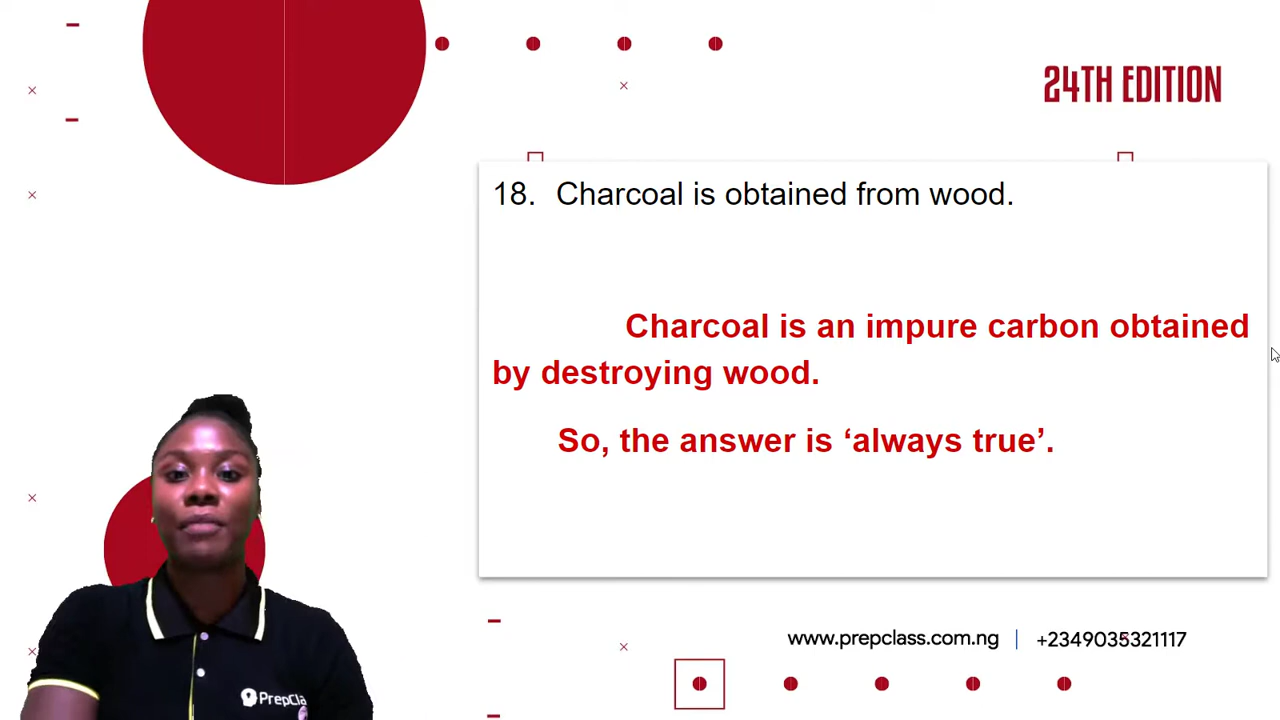 24TH EDITION
18. Charcoal is obtained from wood.
Charcoal is an impure carbon obtained
by destroying wood.
So, the answer is ‘always true’.
www.prepclass.com.ng | +2349035321117